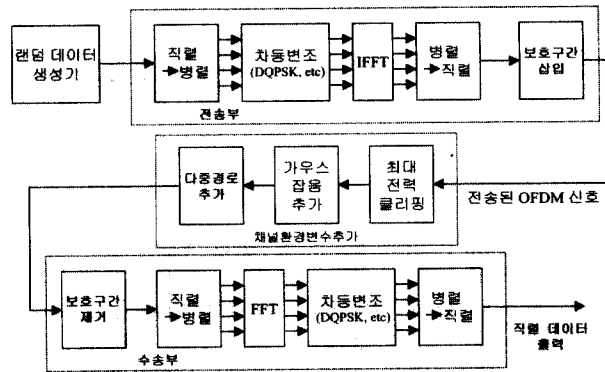 랜덤 데이터
생성기
직렬
병렬
차동변조
(DQPSK, etc)
IFFT
병렬
직렬
보호구간
삽입
전송부
다중경로
추가
가우스
잡음
추가
최대
전력
클리핑
전송된 OFDM 신호
채널환경변수추가
보호구간
제거
직렬
병렬
FFT
차동변조
(DQPSK, etc)
병렬
직렬
직렬 데이터
출력
수송부